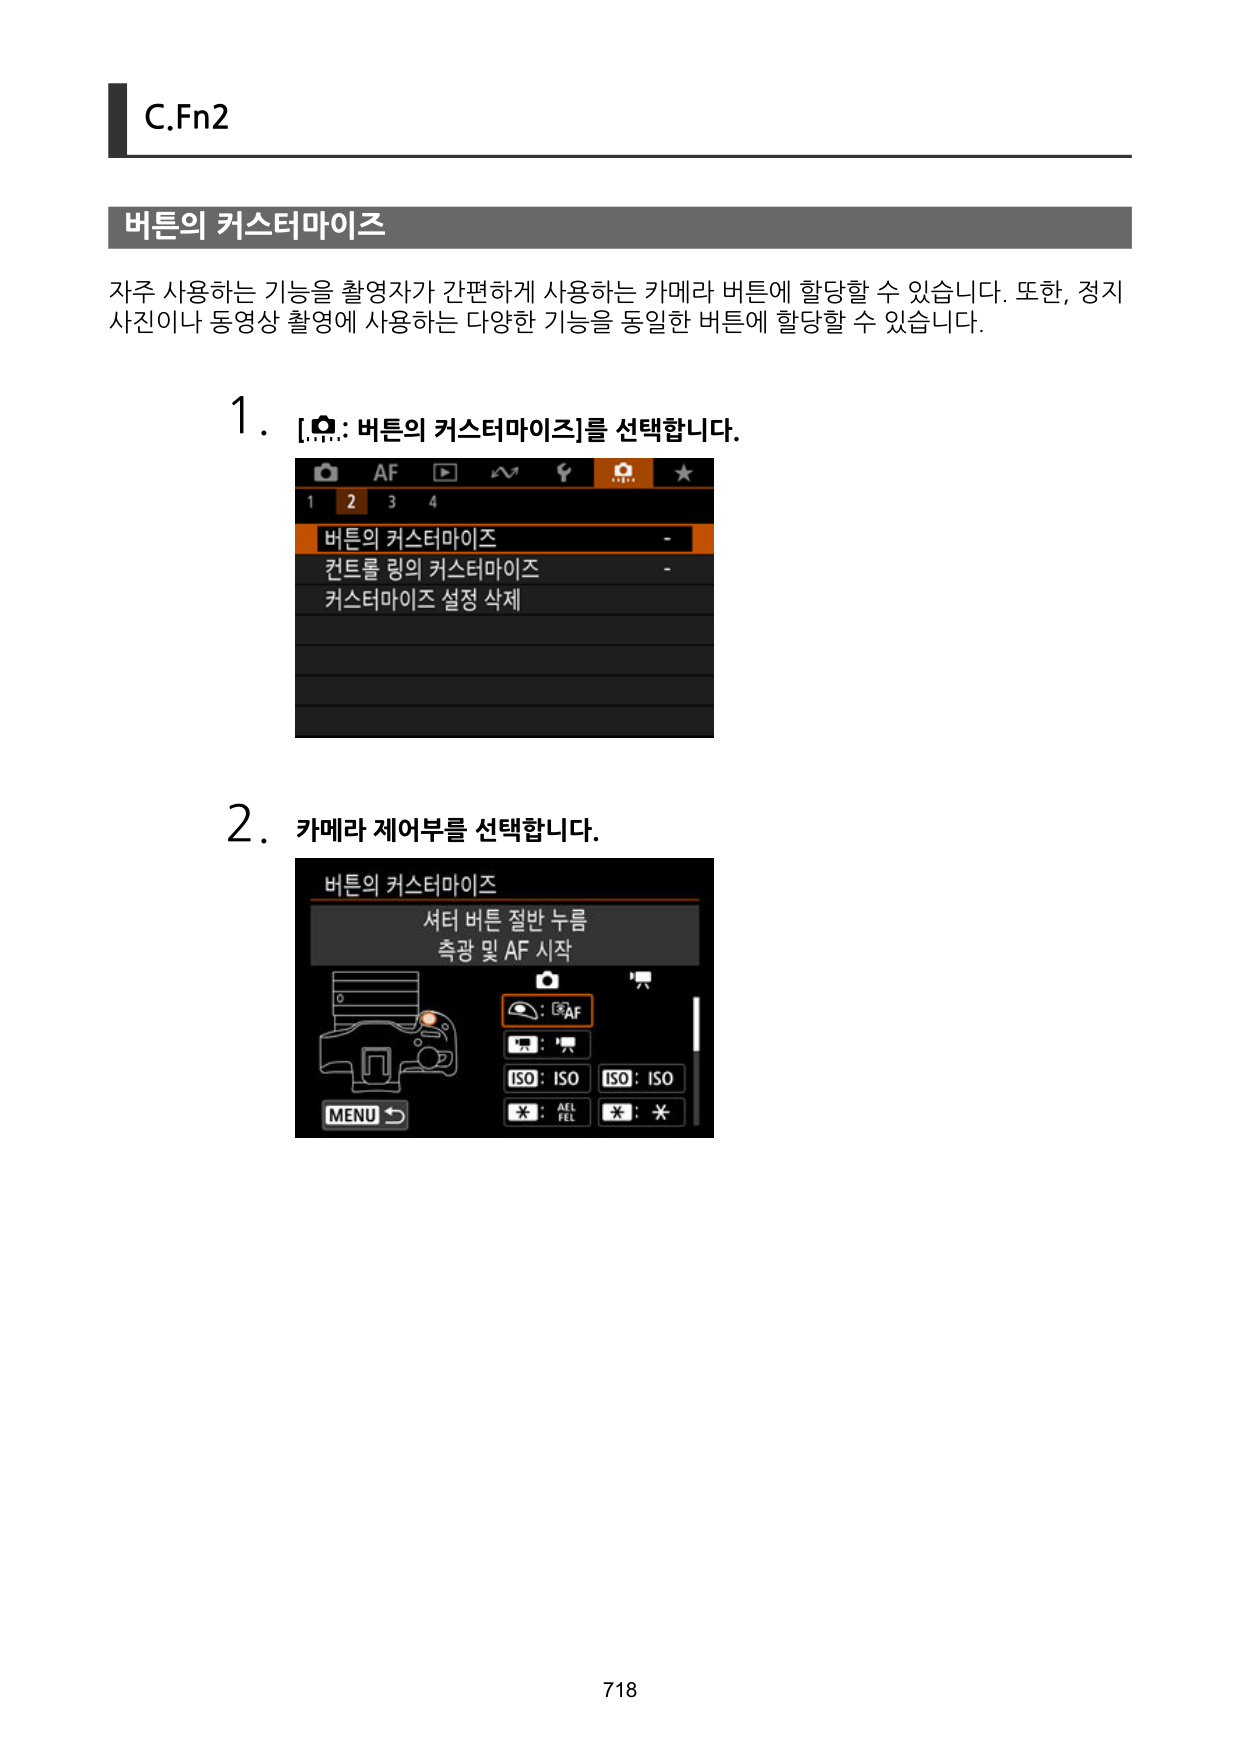 C.Fn2
버튼의 커스터마이즈
자주 사용하는 기능을 촬영자가 간편하게 사용하는 카메라 버튼에 할당할 수 있습니다. 또한, 정지
사진이나 동영상 촬영에 사용하는 다양한 기능을 동일한 버튼에 할당할 수 있습니다.
1. [: 버튼의 커스터마이즈]를 선택합니다.
AF
1 2 3 4
버튼의 커스터마이즈 -
컨트롤 링의 커스터마이즈 -
커스터마이즈 설정 삭제
2. 카메라 제어부를 선택합니다.
버튼의 커스터마이즈
셔터 버튼 절반 누름
측광 및 AF 시작
: AF
:
ISO : ISO ISO : ISO
* : AEL FEL * : *
MENU
718